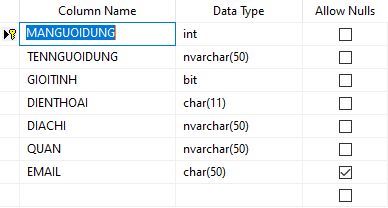 Column Name Data Type Allow Nulls
MANGUOIDUNG int
TENNGUOIDUNG nvarchar(50)
GIOITINH bit
DIENTHOAI char(11)
DIACHI nvarchar(50)
QUAN nvarchar(50)
EMAIL char(50)